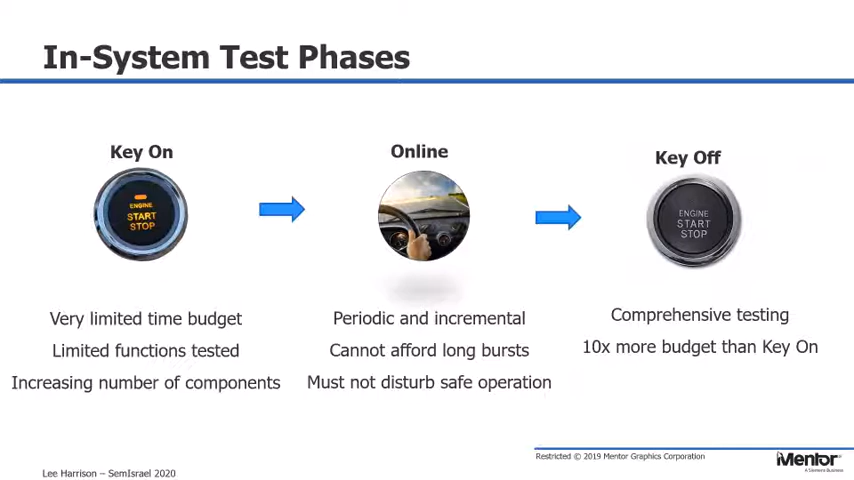 In-System Test Phases
Key On
ENGINE
START
STOP
Very limited time budget
Limited functions tested
Increasing number of components
Online
Periodic and incremental
Cannot afford long bursts
Must not disturb safe operation
Key Off
ENGINE
START
STOP
Comprehensive testing
10x more budget than Key On
Lee Harrison – SemIsrael 2020
Restricted © 2019 Mentor Graphics Corporation
Mentor
A Siemens Business